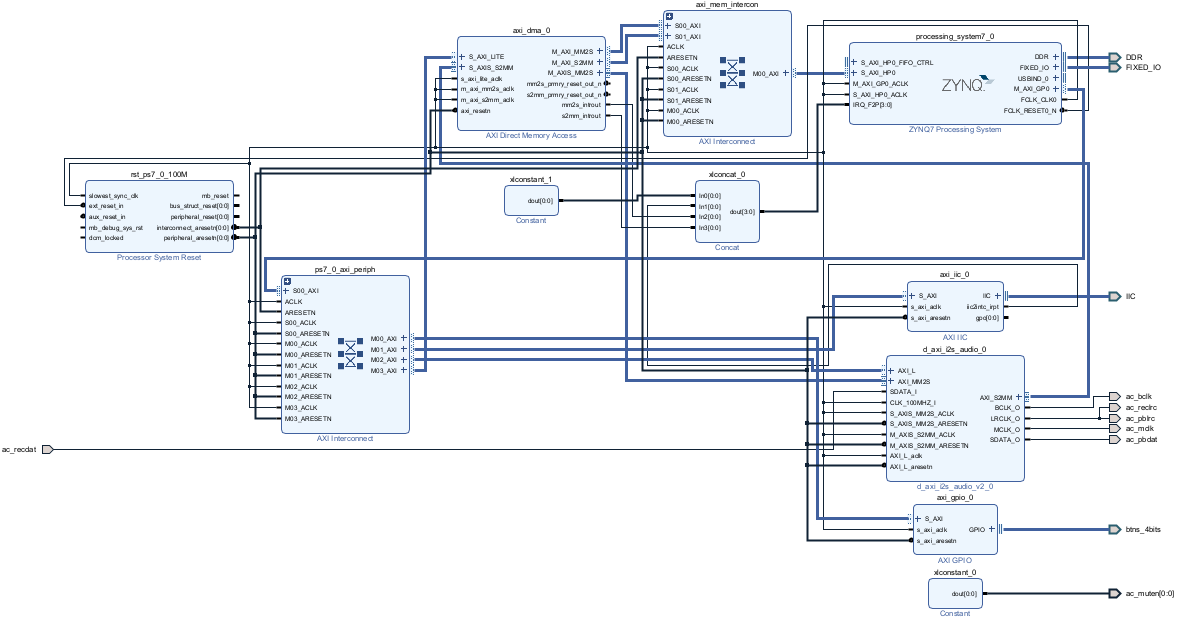 axi_dma_0
S_AXI_LITE
S_AXIS_S2MM
s_axi_lite_aclk
m_axi_mm2s_aclk
m_axi_s2mm_aclk
axi_resetn
M_AXI_MM2S
M_AXI_S2MM
M_AXIS_MM2S
mm2s_prmry_reset_out_n
s2mm_prmry_reset_out_n
mm2s_introut
s2mm_introut
AXI Direct Memory Access
axi_mem_intercon
S00_AXI
S01_AXI
ACLK
ARESETN
S00_ACLK
S00_ARESETN
S01_ACLK
S01_ARESETN
M00_ACLK
M00_ARESETN
M00_AXI
AXI Interconnect
processing_system7_0
S_AXI_HP0_FIFO_CTRL
S_AXI_HP0
M_AXI_GP0_ACLK
S_AXI_HP0_ACLK
IRQ_F2P[3:0]
ZYNQ
DDR
FIXED_IO
USBIND_0
M_AXI_GP0
FCLK_CLK0
FCLK_RESET0_N
ZYNQ7 Processing System
DDR
FIXED_IO
rst_ps7_0_100M
slowest_sync_clk
ext_reset_in
aux_reset_in
mb_debug_sys_rst
dcm_locked
mb_reset
bus_struct_reset[0:0]
peripheral_reset[0:0]
interconnect_aresetn[0:0]
peripheral_aresetn[0:0]
Processor System Reset
xlconstant_1
dout[0:0]
Constant
xlconcat_0
In0[0:0]
In1[0:0]
In2[0:0]
In3[0:0]
dout[3:0]
Concat
ps7_0_axi_periph
S00_AXI
ACLK
ARESETN
S00_ACLK
S00_ARESETN
M00_ACLK
M00_ARESETN
M01_ACLK
M01_ARESETN
M02_ACLK
M02_ARESETN
M03_ACLK
M03_ARESETN
M00_AXI
M01_AXI
M02_AXI
M03_AXI
AXI Interconnect
axi_iic_0
S_AXI
s_axi_aclk
s_axi_aresetn
IIC
iic2intc_irpt
gpo[0:0]
AXI IIC
IIC
d_axi_i2s_audio_0
AXI_L
AXI_MM2S
SDATA_I
CLK_100MHZ_I
S_AXIS_MM2S_ACLK
S_AXIS_MM2S_ARESETN
M_AXIS_S2MM_ACLK
M_AXIS_S2MM_ARESETN
AXI_L_aclk
AXI_L_aresetn
AXI_S2MM
BCLK_O
LRCLK_O
MCLK_O
SDATA_O
d_axi_i2s_audio_v2_0
ac_bclk
ac_reclrc
ac_pblrc
ac_mclk
ac_pbdat
ac_recdat
axi_gpio_0
S_AXI
s_axi_aclk
s_axi_aresetn
GPIO
AXI GPIO
btns_4bits
xlconstant_0
dout[0:0]
Constant
ac_muten[0:0]